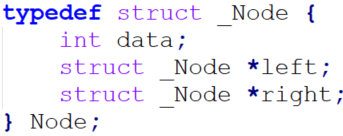 typedef struct _Node {
    int data;
    struct _Node *left;
    struct _Node *right;
} Node;